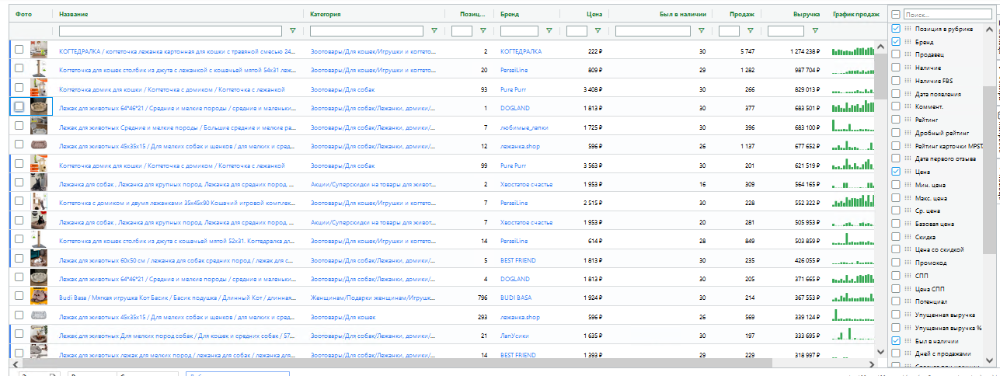 Фото Название Категория Позиц... Бренд Цена Был в наличии Продаж Выручка График продаж
КОГТЕДРАЛКА / когтеточка лежанка картонная для кошки с травяной смесью 24... Зоотовары/Для кошек/Игрушки и когтето... 2 КОГТЕДРАЛКА 222 ₽ 30 5 747 1 274 238 ₽
Когтеточка для кошек столбик из джута с лежанкой с кошачьей мятой 54x31 леж... Зоотовары/Для кошек/Игрушки и когтето... 20 PerseiLine 809 ₽ 29 1 282 987 704 ₽
Когтеточка домик для кошки / Когтеточка с домиком / Когтеточка с лежанкой Зоотовары/Для собак 93 Pure Purr 3 408 ₽ 30 266 829 013 ₽
Лежак для животных 64*46*21 / Средние и мелкие породы / средние и маленьки... Зоотовары/Для собак/Лежанки, домики/... 1 DOGLAND 1 813 ₽ 30 377 683 501 ₽
Лежак для животных Средние и мелкие породы / Большие средние и мелкие ра... Зоотовары/Для собак/Лежанки, домики/... 7 любимые_лапки 1 725 ₽ 30 396 683 100 ₽
Лежак для животных 45x35x15 / Для мелких собак и щенков / для мелких и сред... Зоотовары/Для собак/Лежанки, домики/... 12 лежанка.shop 596 ₽ 26 1 137 677 652 ₽
Когтеточка домик для кошки / Когтеточка с домиком / Когтеточка с лежанкой Зоотовары/Для собак 99 Pure Purr 3 563 ₽ 30 201 621 519 ₽
Лежанка для собак , Лежанка для крупных пород, Лежанка для средних пород, ... Акции/Суперскидки на товары для живот... 2 Хвостатое счастье 1 953 ₽ 16 309 564 165 ₽
Когтеточка с домиком и двумя лежанками 35x45x90 Кошачий игровой комплек... Зоотовары/Для кошек/Игрушки и когтето... 7 PerseiLine 2 515 ₽ 30 228 552 322 ₽
Лежанка для собак , Лежанка для крупных пород, Лежанка для средних пород, ... Акции/Суперскидки на товары для живот... 7 Хвостатое счастье 1 953 ₽ 20 281 505 953 ₽
Когтеточка для кошек столбик из джута с кошачьей мятой 52x31. Когтедралка дл... Зоотовары/Для кошек/Игрушки и когтето... 14 PerseiLine 614 ₽ 28 849 503 859 ₽
Лежак для животных 60x50 см / лежанка для собак средних пород / лежак для с... Зоотовары/Для собак/Лежанки, домики/... 5 BEST FRIEND 1 813 ₽ 30 235 426 055 ₽
Лежак для животных 64*46*21 / Средние и мелкие породы / средние и маленьки... Зоотовары/Для собак/Лежанки, домики/... 4 DOGLAND 1 813 ₽ 30 205 371 665 ₽
Budi Basa / Мягкая игрушка Кот Басик / Басик подушка / Длинный Кот / длинная... Женщинам/Подарки женщинам/Игрушк... 796 BUDI BASA 1 924 ₽ 30 214 367 553 ₽
Лежак для животных 45x35x15 / Для мелких собак и щенков / для мелких и сред... Зоотовары/Для кошек 293 лежанка.shop 596 ₽ 26 569 339 124 ₽
Лежак для животных Для мелких пород собак / Для кошек и средних собак / 57... Зоотовары/Для собак/Лежанки, домики/... 21 ЛапУсики 1 635 ₽ 30 197 333 695 ₽
Лежак для животных лежак для мелких пород / лежанка для собак / лежанка для... Зоотовары/Для собак/Лежанки, домики/... 14 BEST FRIEND 1 393 ₽ 29 229 318 997 ₽
Поиск...
Позиция в рубрике
Бренд
Продавец
Наличие
Наличие FBS
Дата появления
Коммент.
Рейтинг
Дробный рейтинг
Рейтинг карточки MPST
Дата первого отзыва
Цена
Мин. цена
Макс. цена
Ср. цена
Базовая цена
Скидка
Цена со скидкой
Промокод
СПП
Цена СПП
Потенциал
Упущенная выручка
Упущенная выручка %
Был в наличии
Дней с продажами